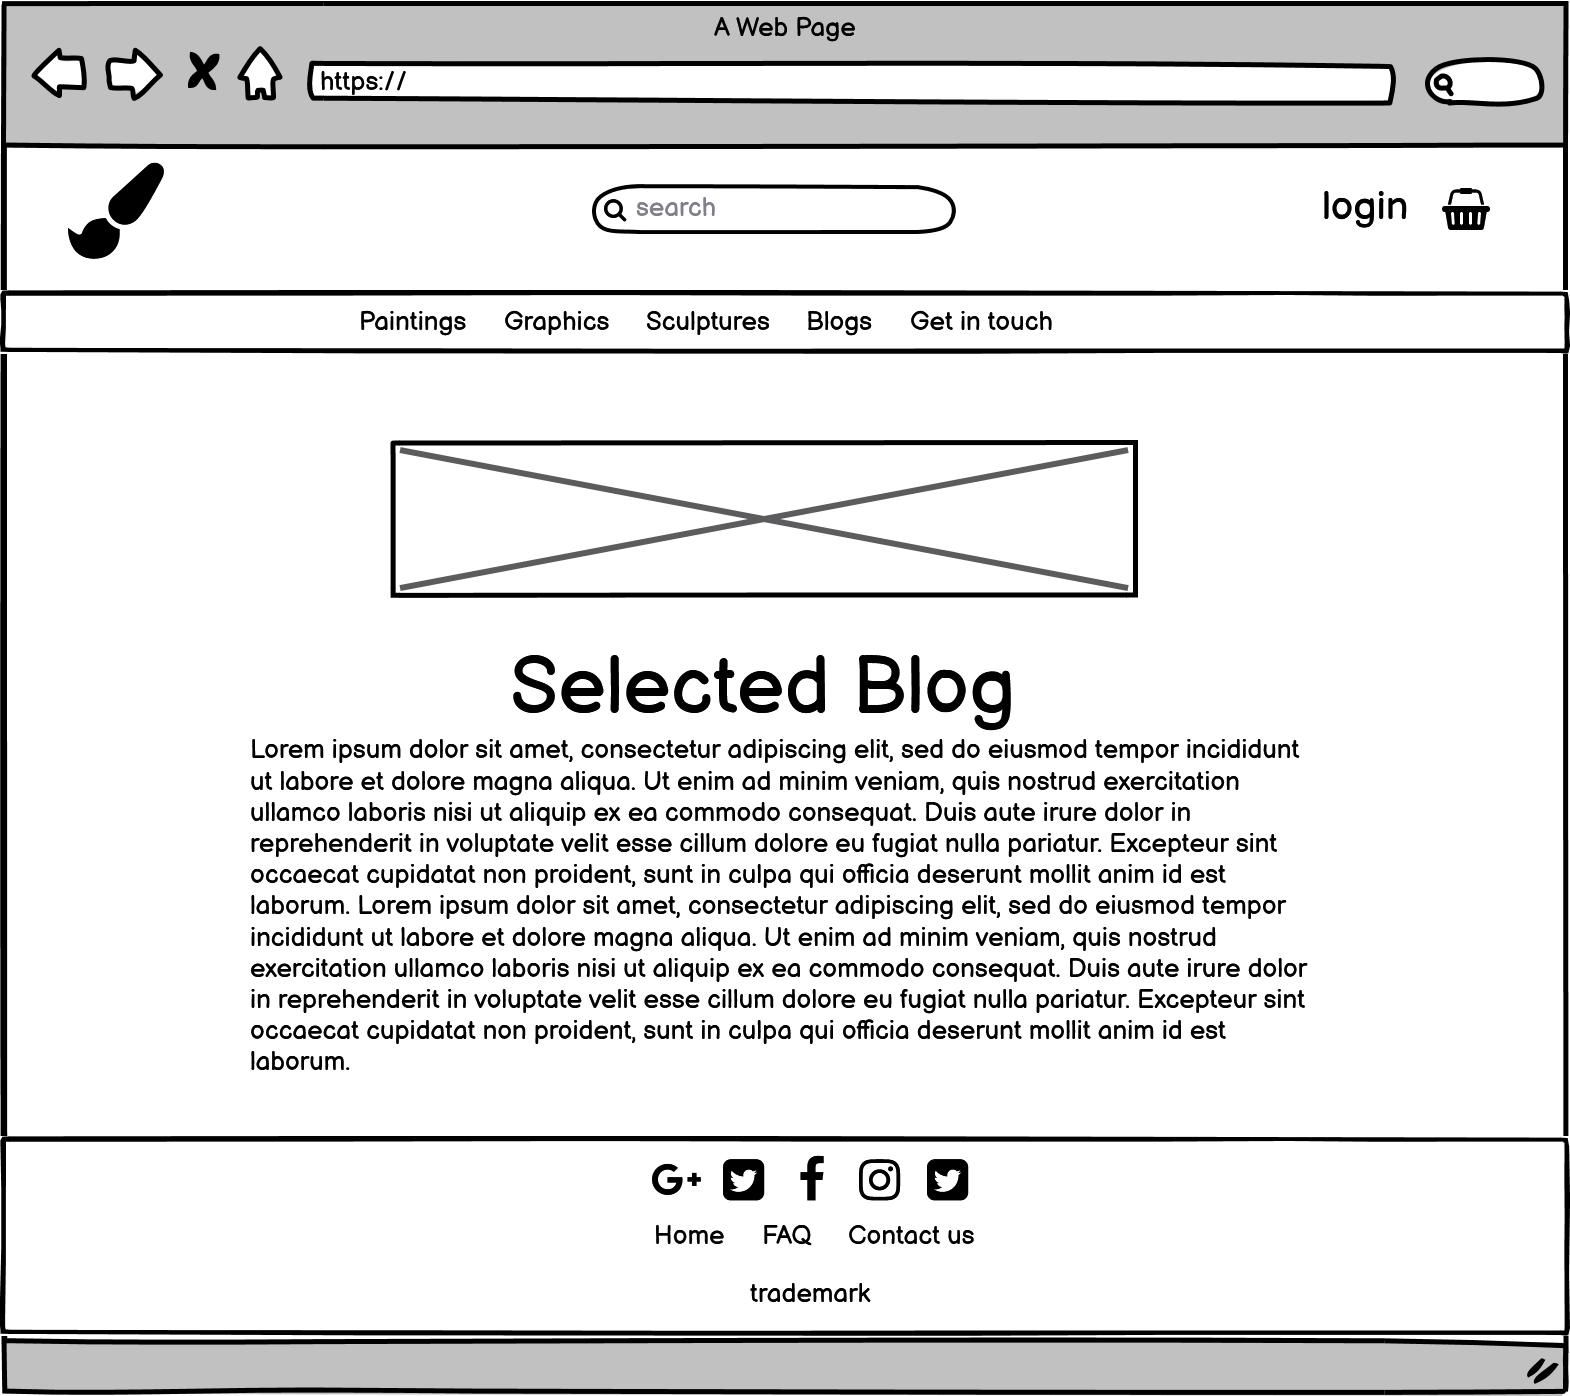 A Web Page
https://
search
login
Paintings Graphics Sculptures Blogs Get in touch
Selected Blog
Lorem ipsum dolor sit amet, consectetur adipiscing elit, sed do eiusmod tempor incididunt
ut labore et dolore magna aliqua. Ut enim ad minim veniam, quis nostrud exercitation
ullamco laboris nisi ut aliquip ex ea commodo consequat. Duis aute irure dolor in
reprehenderit in voluptate velit esse cillum dolore eu fugiat nulla pariatur. Excepteur sint
occaecat cupidatat non proident, sunt in culpa qui officia deserunt mollit anim id est
laborum. Lorem ipsum dolor sit amet, consectetur adipiscing elit, sed do eiusmod tempor
incididunt ut labore et dolore magna aliqua. Ut enim ad minim veniam, quis nostrud
exercitation ullamco laboris nisi ut aliquip ex ea commodo consequat. Duis aute irure dolor
in reprehenderit in voluptate velit esse cillum dolore eu fugiat nulla pariatur. Excepteur sint
occaecat cupidatat non proident, sunt in culpa qui officia deserunt mollit anim id est
laborum.
G+
Home FAQ Contact us
trademark